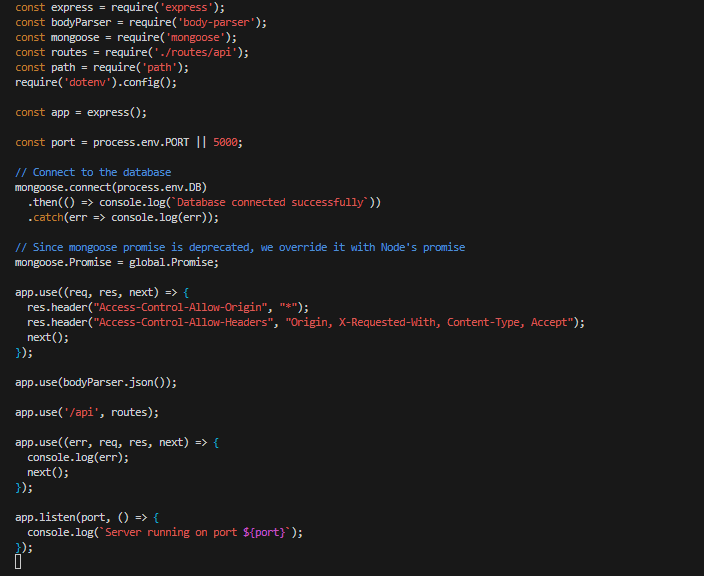 const express = require('express');
const bodyParser = require('body-parser');
const mongoose = require('mongoose');
const routes = require('./routes/api');
const path = require('path');
require('dotenv').config();

const app = express();

const port = process.env.PORT || 5000;

// Connect to the database
mongoose.connect(process.env.DB)
  .then(() => console.log(`Database connected successfully`))
  .catch(err => console.log(err));

// Since mongoose promise is deprecated, we override it with Node's promise
mongoose.Promise = global.Promise;

app.use((req, res, next) => {
  res.header("Access-Control-Allow-Origin", "*");
  res.header("Access-Control-Allow-Headers", "Origin, X-Requested-With, Content-Type, Accept");
  next();
});

app.use(bodyParser.json());

app.use('/api', routes);

app.use((err, req, res, next) => {
  console.log(err);
  next();
});

app.listen(port, () => {
  console.log(`Server running on port ${port}`);
});